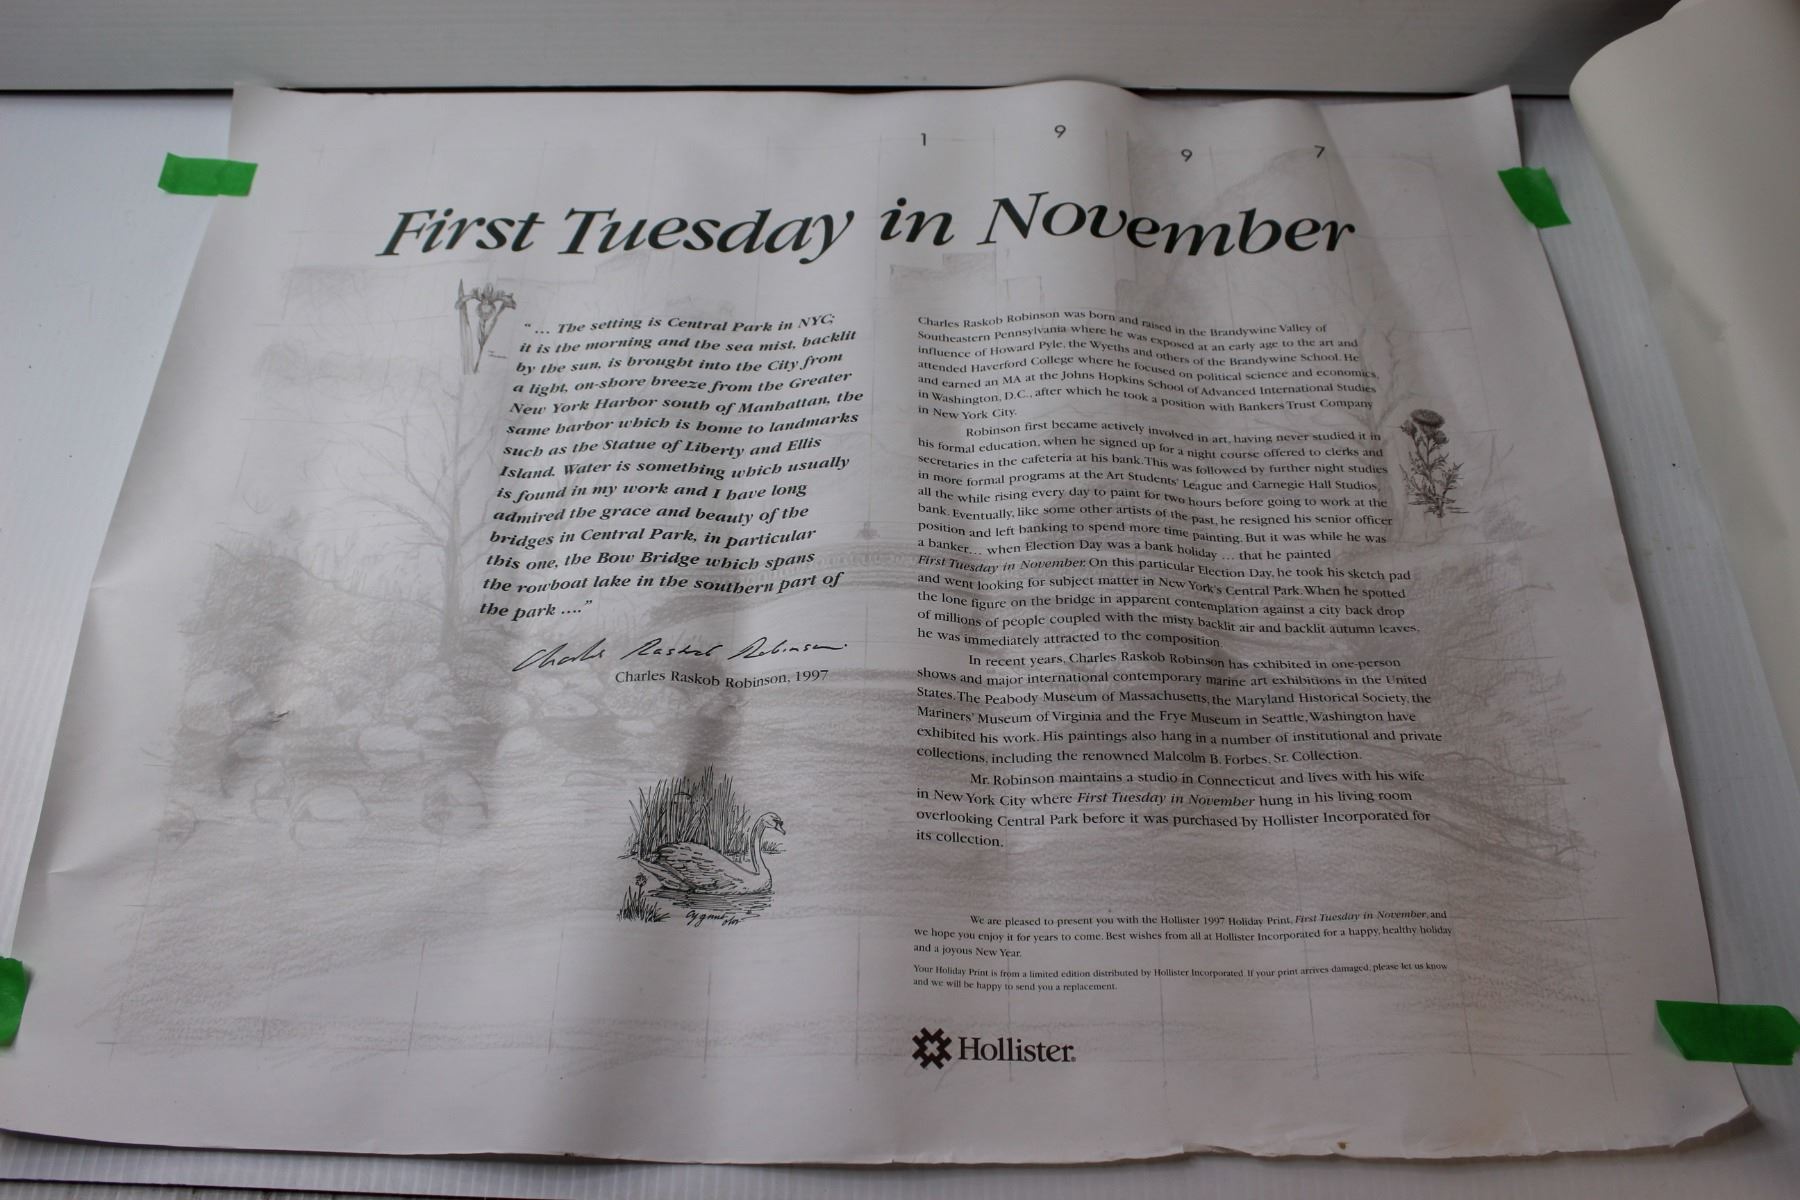 1 9 9 7
First Tuesday in November
“... The setting is Central Park in NYC;
it is the morning and the sea mist, backlit
by the sun, is brought into the City from
a light, on-shore breeze from the Greater
New York Harbor south of Manhattan, the
same harbor which is home to landmarks
such as the Statue of Liberty and Ellis
Island. Water is something which usually
is found in my work and I have long
admired the grace and beauty of the
bridges in Central Park, in particular
this one, the Bow Bridge which spans
the rowboat lake in the southern part of
the park ....”
Charles Raskob Robinson
Charles Raskob Robinson, 1997
Charles Raskob Robinson was born and raised in the Brandywine Valley of
Southeastern Pennsylvania where he was exposed at an early age to the art and
influence of Howard Pyle, the Wyeths and others of the Brandywine School. He
attended Haverford College where he focused on political science and economics,
and earned an MA at the Johns Hopkins School of Advanced International Studies
in Washington, D.C., after which he took a position with Bankers Trust Company
in New York City.
Robinson first became actively involved in art, having never studied it in
his formal education, when he signed up for a night course offered to clerks and
secretaries in the cafeteria at his bank. This was followed by further night studies
in more formal programs at the Art Students' League and Carnegie Hall Studios,
all the while rising every day to paint for two hours before going to work at the
bank. Eventually, like some other artists of the past, he resigned his senior officer
position and left banking to spend more time painting. But it was while he was
a banker... when Election Day was a bank holiday ... that he painted
First Tuesday in November. On this particular Election Day, he took his sketch pad
and went looking for subject matter in New York's Central Park. When he spotted
the lone figure on the bridge in apparent contemplation against a city back drop
of millions of people coupled with the misty backlit air and backlit autumn leaves,
he was immediately attracted to the composition.
In recent years, Charles Raskob Robinson has exhibited in one-person
shows and major international contemporary marine art exhibitions in the United
States. The Peabody Museum of Massachusetts, the Maryland Historical Society, the
Mariners' Museum of Virginia and the Frye Museum in Seattle, Washington have
exhibited his work. His paintings also hang in a number of institutional and private
collections, including the renowned Malcolm B. Forbes, Sr. Collection.
Mr. Robinson maintains a studio in Connecticut and lives with his wife
in New York City where First Tuesday in November hung in his living room
overlooking Central Park before it was purchased by Hollister Incorporated for
its collection.
We are pleased to present you with the Hollister 1997 Holiday Print, First Tuesday in November, and
we hope you enjoy it for years to come. Best wishes from all at Hollister Incorporated for a happy, healthy holiday
and a joyous New Year.
Your Holiday Print is from a limited edition distributed by Hollister Incorporated. If your print arrives damaged, please let us know
and we will be happy to send you a replacement.
Hollister®